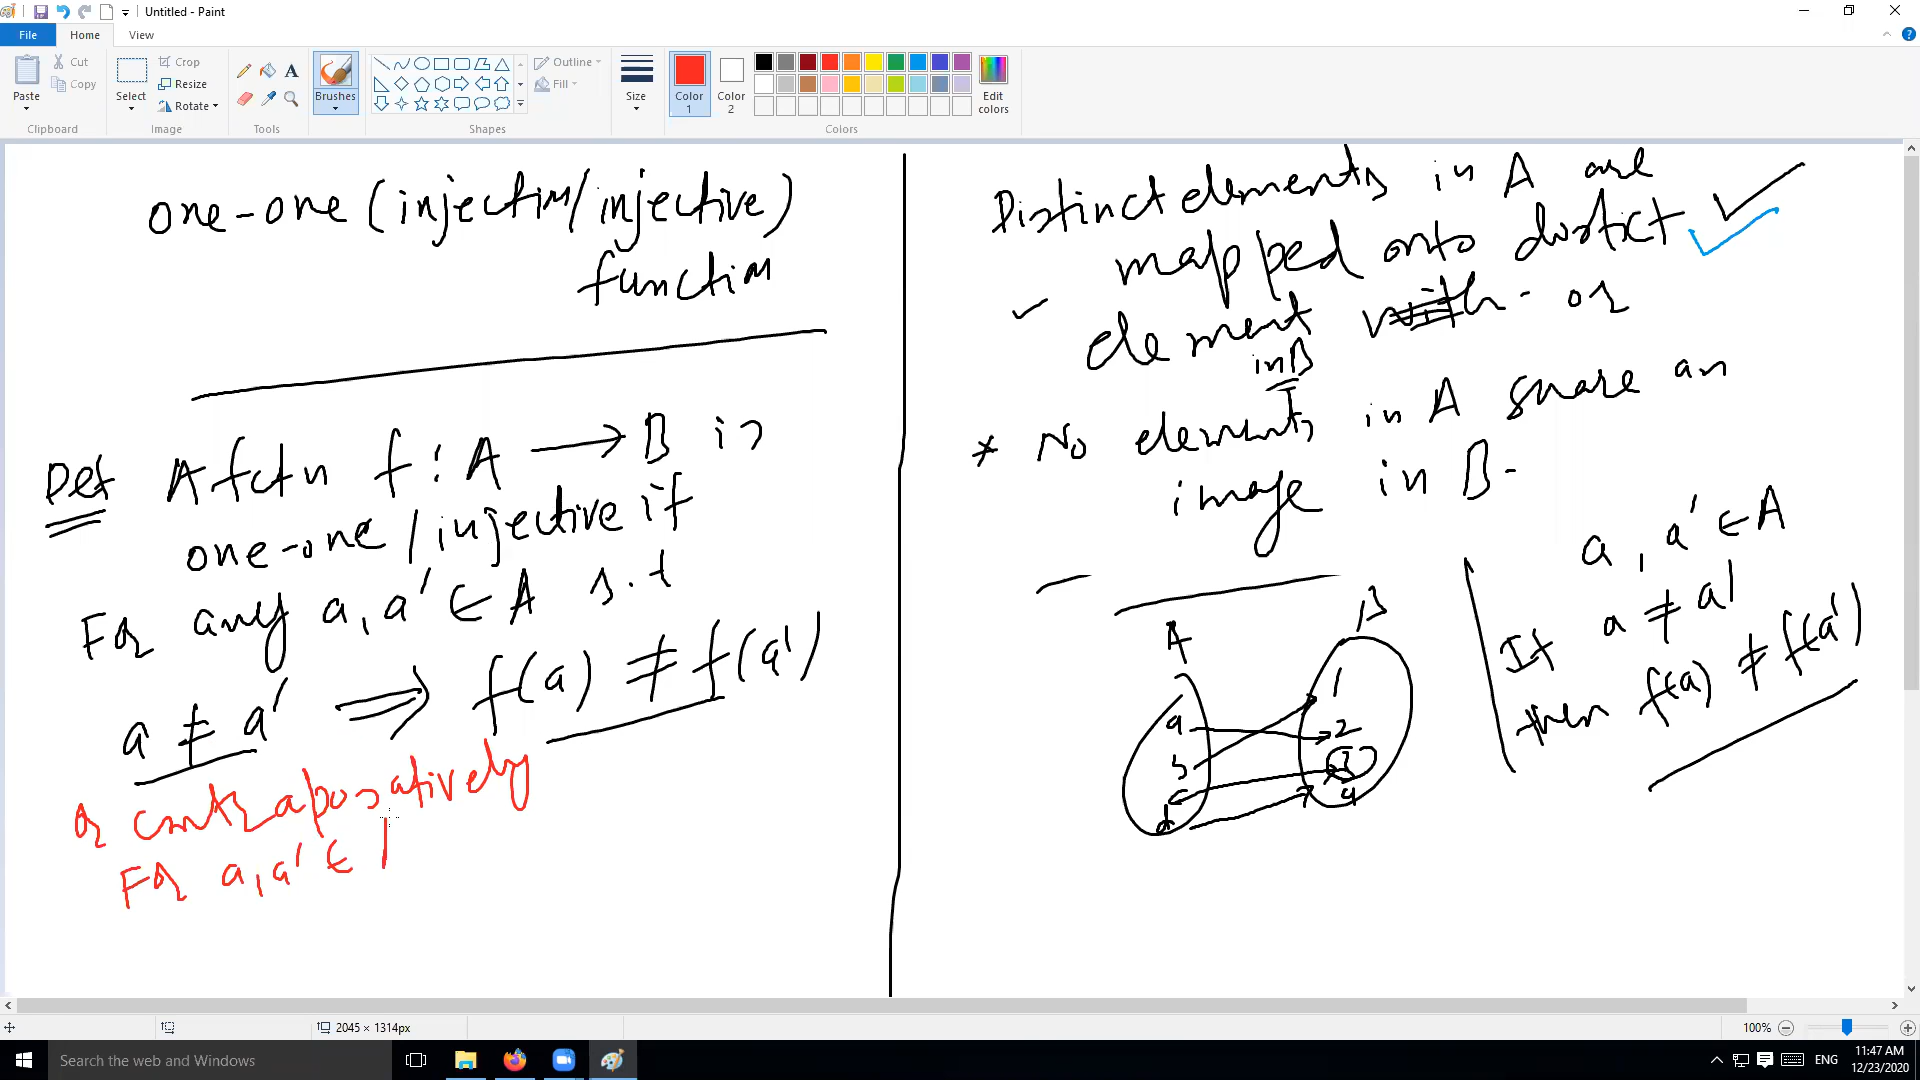 Untitled - Paint
File
Home
View
Paste
Cut
Copy
Clipboard
Select
Crop
Resize
Rotate
Image
A
Tools
Brushes
Shapes
Outline
Fill
Size
Color
1
Color
2
Colors
Edit
colors
one-one (injection/injective)
function
Def A fctn f : A → B is
one-one / injective if
For any a, a' ∈ A s.t
a ≠ a' ⇒ f(a) ≠ f(a')
or contraposatively
For a, a' ∈
Distinct elements in A are
mapped onto distict
element or
in B
* No elements in A share an
image in B.
A
B
a
b
c
d
1
2
3
4
a, a' ∈ A
If a ≠ a'
then f(a) ≠ f(a')
2045 × 1314px
100%
Search the web and Windows
ENG
11:47 AM
12/23/2020